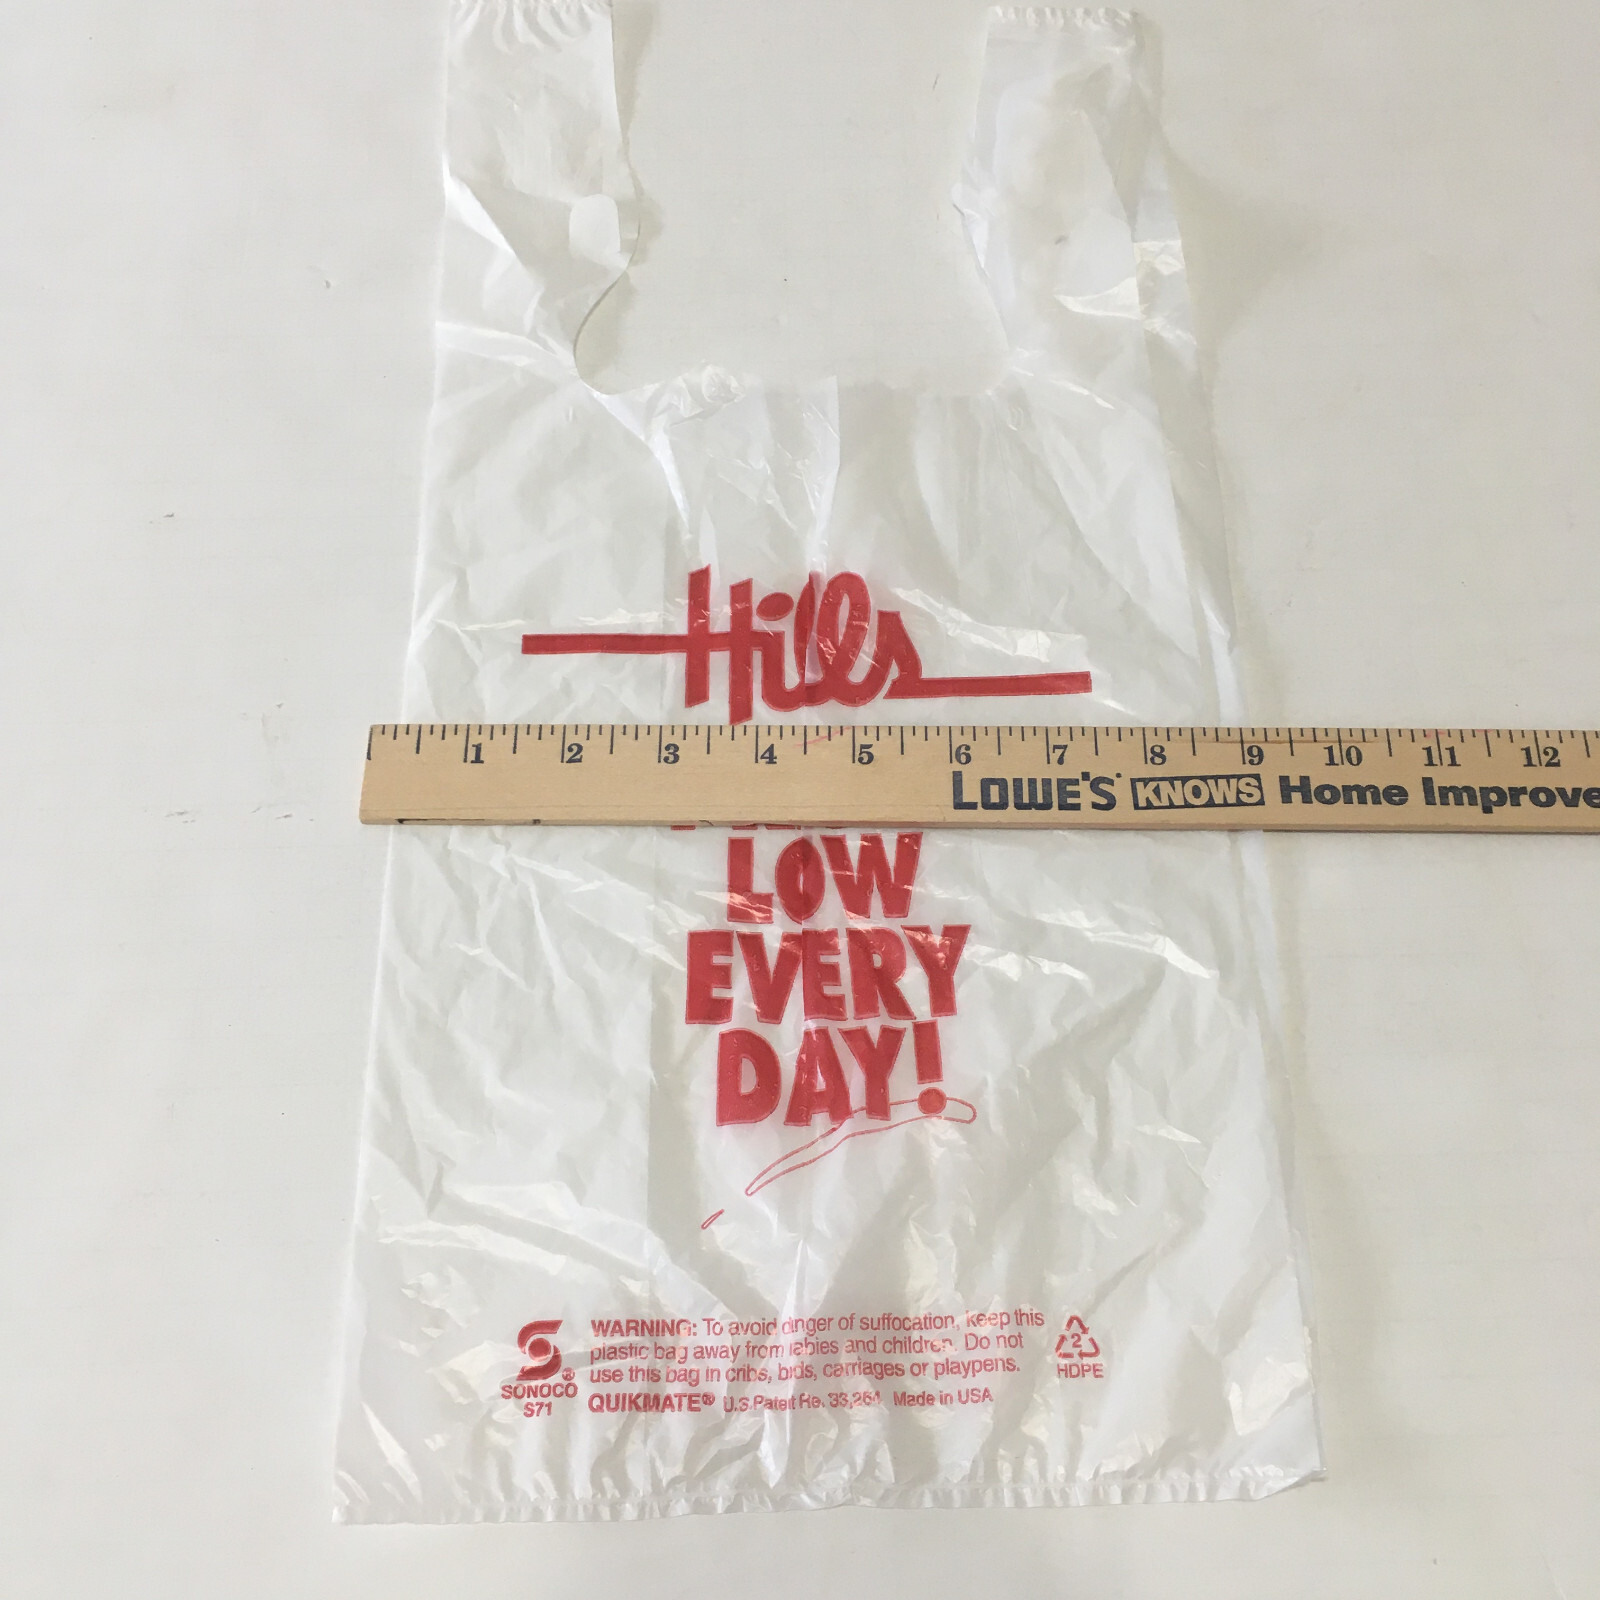 Hills
1 2 3 4 5 6 7 8 9 10 11 12
LOWE'S KNOWS Home Improve
LOW
EVERY
DAY!
WARNING: To avoid danger of suffocation, keep this
plastic bag away from babies and children. Do not
use this bag in cribs, beds, carriages or playpens.
QUIKMATE® U.S. Patent Re. 33,264 Made in USA
SONOCO ®
S71
2
HDPE